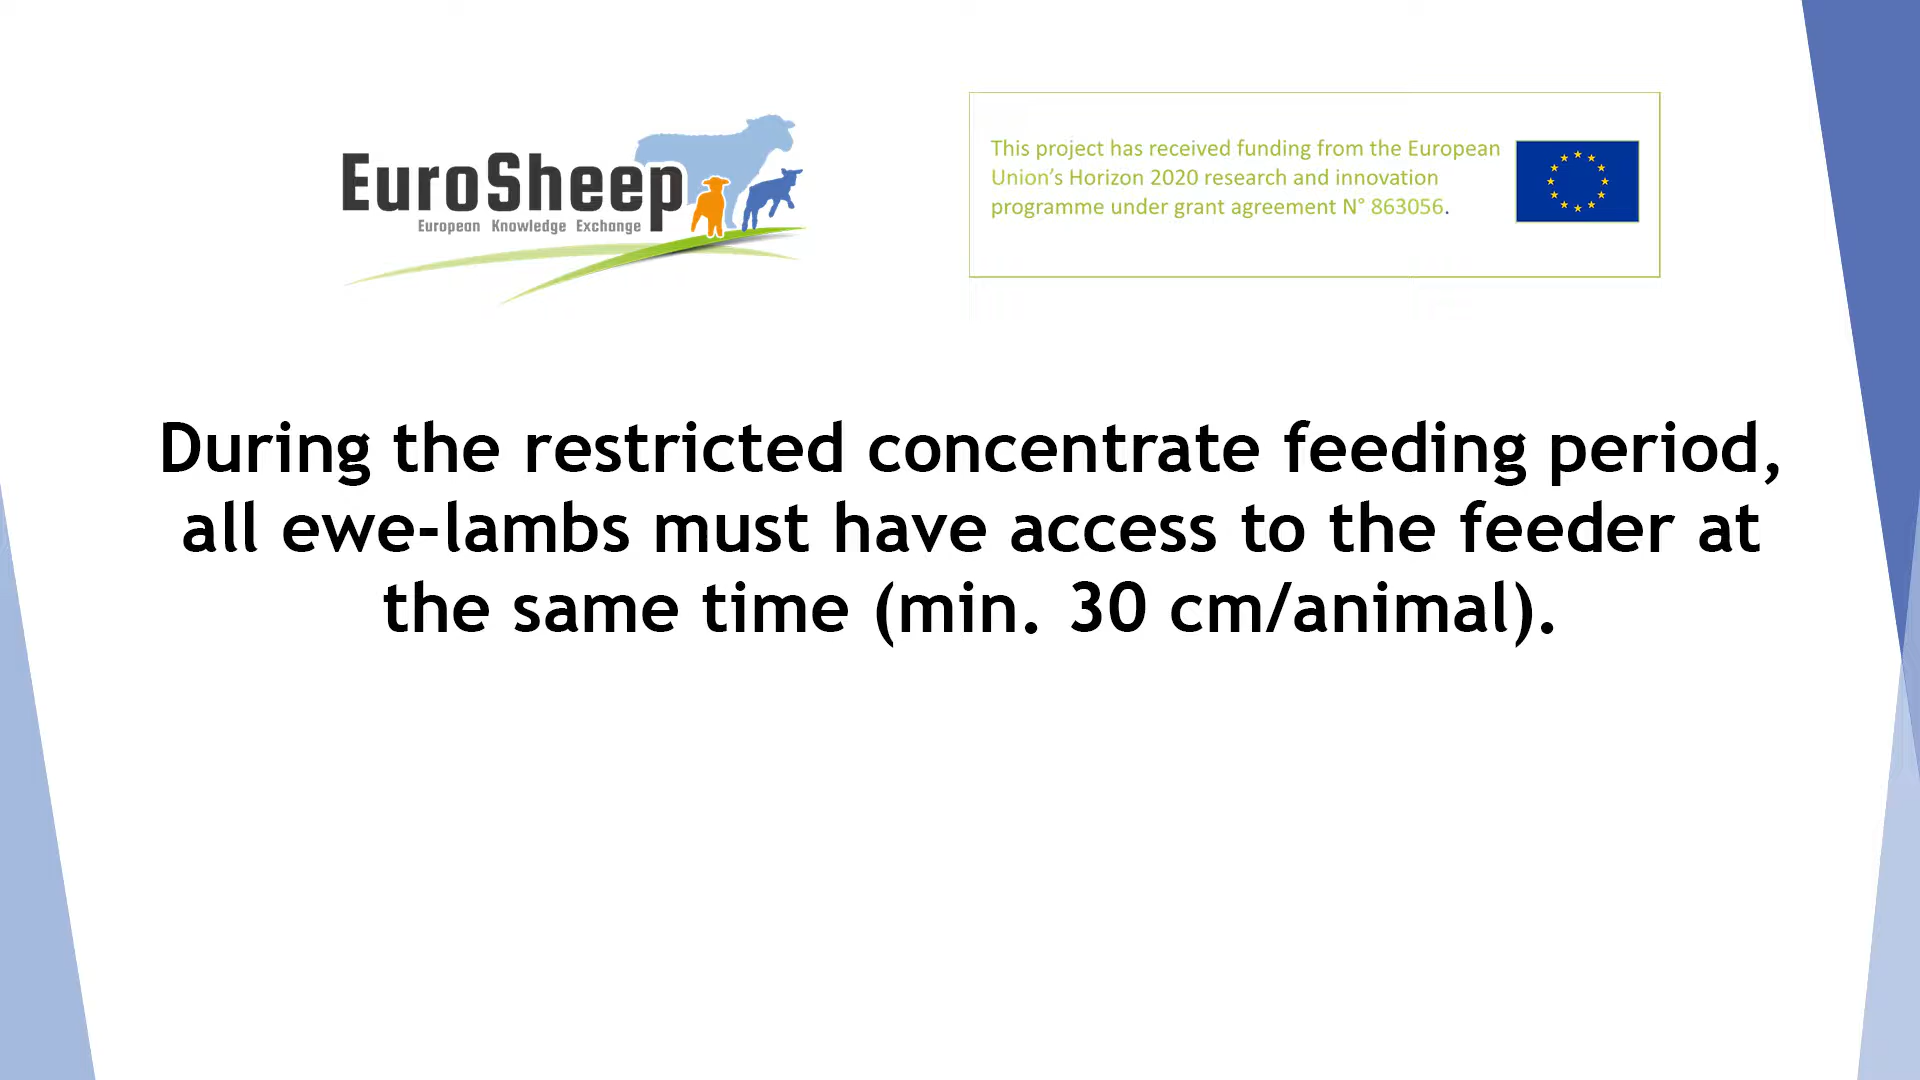 EuroSheep
European Knowledge Exchange
This project has received funding from the European
Union’s Horizon 2020 research and innovation
programme under grant agreement N° 863056.
During the restricted concentrate feeding period,
all ewe-lambs must have access to the feeder at
the same time (min. 30 cm/animal).